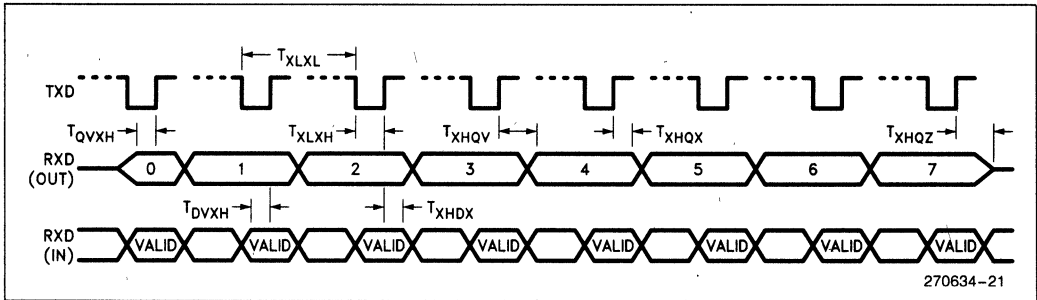 T_XLXL
TXD
T_QVXH T_XLXH T_XHQV T_XHQX T_XHQZ
RXD
(OUT)
0 1 2 3 4 5 6 7
T_DVXH T_XHDX
RXD
(IN)
VALID VALID VALID VALID VALID VALID VALID VALID
270634-21